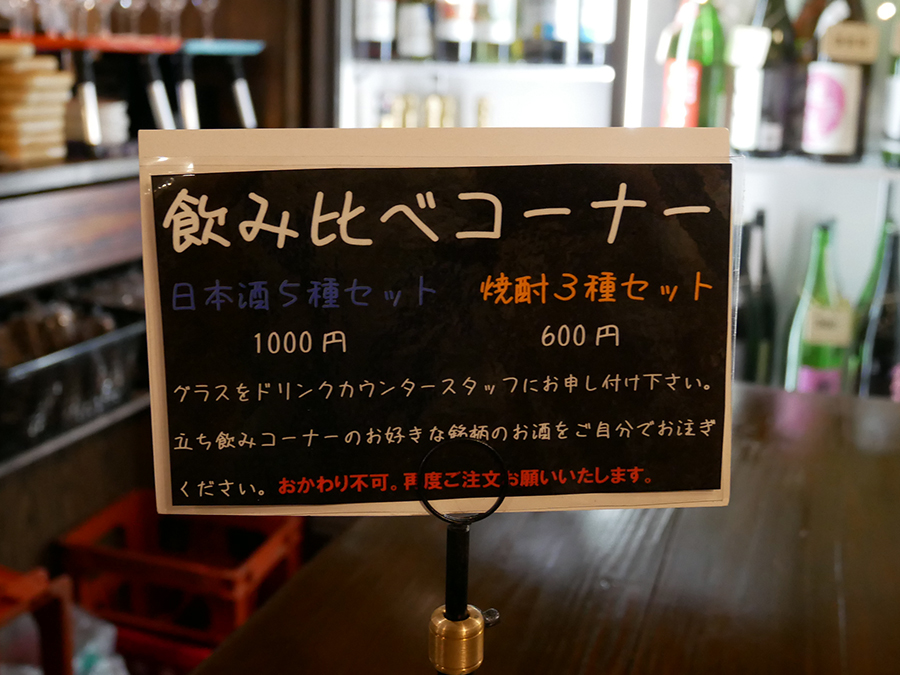 飲み比べコーナー
日本酒5種セット 焼酎3種セット
1000円 600円
グラスをドリンクカウンタースタッフにお申し付け下さい。
立ち飲みコーナーのお好きな銘柄のお酒をご自分でお注ぎ
ください。おかわり不可。再度ご注文お願いいたします。